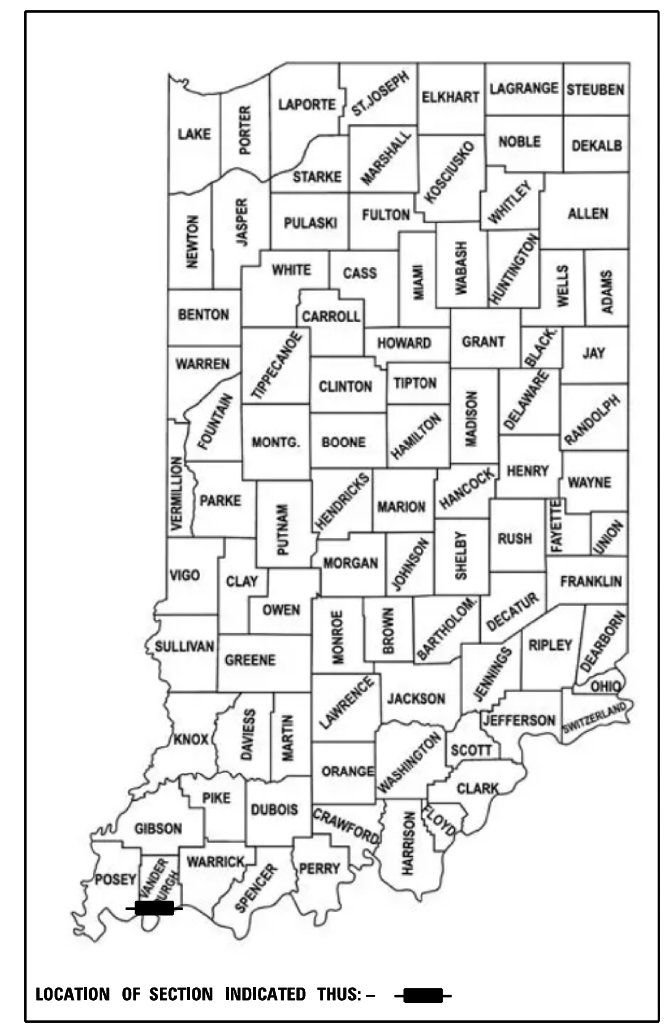 STEUBEN
LAGRANGE
ST.JOSEPH
ELKHART
LAPORTE
LAKE
PORTER
NOBLE
DEKALB
MARSHALL
KOSCIUSKO
STARKE
WHITLEY
ALLEN
FULTON
PULASKI
JASPER
NEWTON
HUNTINGTON
WABASH
MIAMI
WHITE
CASS
WELLS
ADAMS
BENTON
CARROLL
HOWARD
GRANT
BLACK.
JAY
WARREN
TIPPECANOE
CLINTON
TIPTON
DELAWARE
RANDOLPH
FOUNTAIN
MADISON
MONTG.
BOONE
HAMILTON
HENRY
WAYNE
VERMILLION
PARKE
HENDRICKS
MARION
HANCOCK
PUTNAM
RUSH
FAYETTE
UNION
SHELBY
MORGAN
JOHNSON
VIGO
CLAY
FRANKLIN
OWEN
MONROE
BROWN
BARTHOLOM.
DECATUR
DEARBORN
RIPLEY
SULLIVAN
GREENE
JENNINGS
OHIO
LAWRENCE
JACKSON
SWITZERLAND
JEFFERSON
KNOX
DAVIESS
MARTIN
SCOTT
WASHINGTON
ORANGE
CLARK
PIKE
DUBOIS
GIBSON
CRAWFORD
FLOYD
HARRISON
WARRICK
PERRY
POSEY
VANDER
URGH
SPENCER
LOCATION OF SECTION INDICATED THUS: –